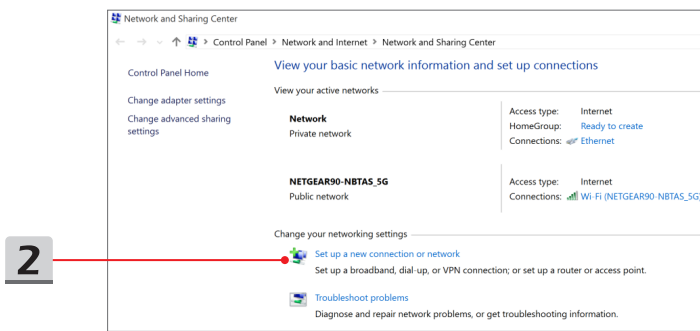 Network and Sharing Center
Control Panel > Network and Internet > Network and Sharing Center
Control Panel Home
Change adapter settings
Change advanced sharing
settings
View your basic network information and set up connections
View your active networks
Network
Private network
Access type: Internet
HomeGroup: Ready to create
Connections: Ethernet
NETGEAR90-NBTAS_5G
Public network
Access type: Internet
Connections: Wi-Fi (NETGEAR90-NBTAS_5G)
Change your networking settings
2
Set up a new connection or network
Set up a broadband, dial-up, or VPN connection; or set up a router or access point.
Troubleshoot problems
Diagnose and repair network problems, or get troubleshooting information.